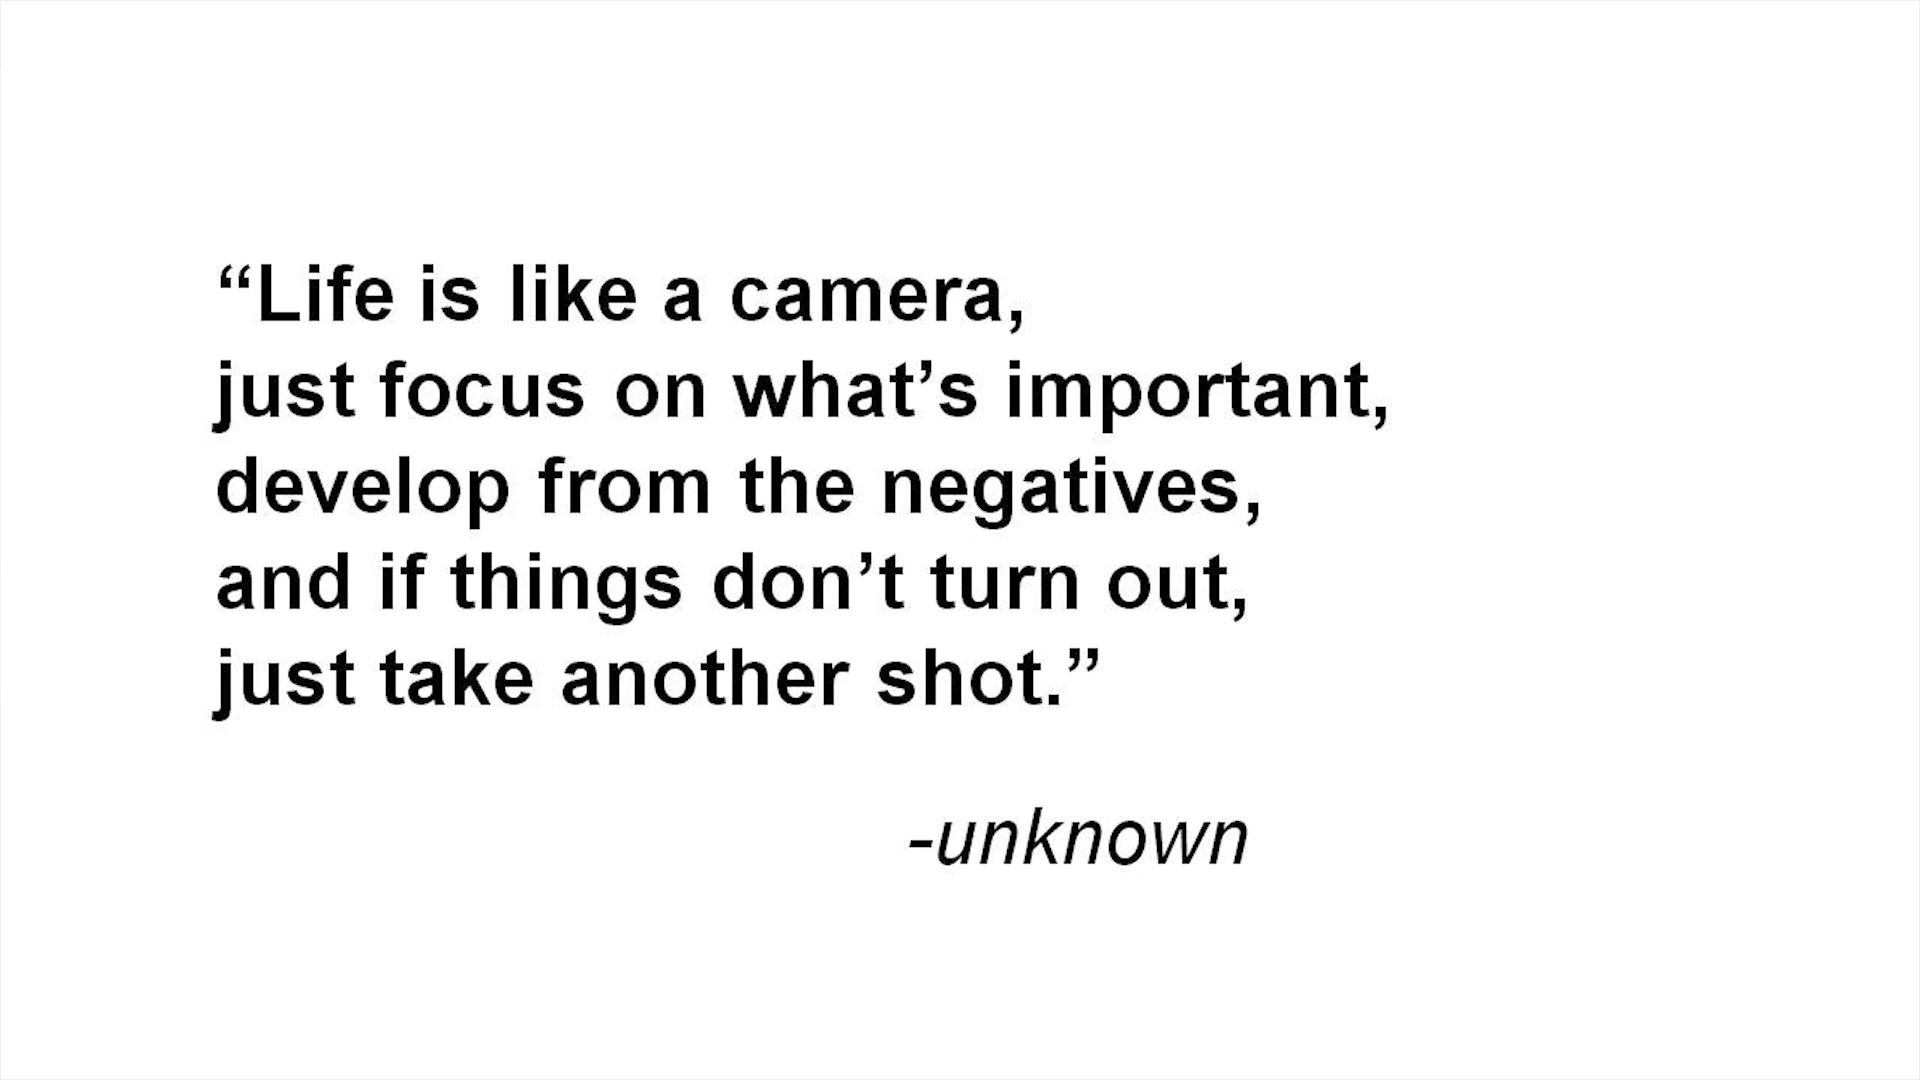 “Life is like a camera,
just focus on what’s important,
develop from the negatives,
and if things don’t turn out,
just take another shot.”
-unknown